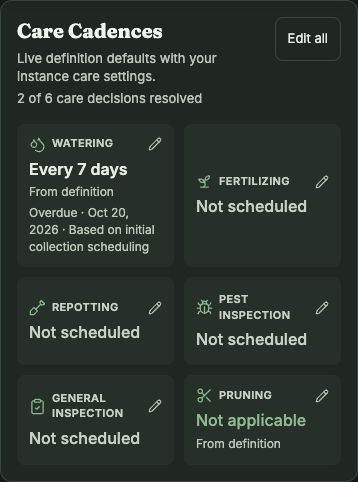 Care Cadences
Edit all
Live definition defaults with your
instance care settings.
2 of 6 care decisions resolved
WATERING
Every 7 days
From definition
Overdue · Oct 20,
2026 · Based on initial
collection scheduling
FERTILIZING
Not scheduled
REPOTTING
Not scheduled
PEST
INSPECTION
Not scheduled
GENERAL
INSPECTION
Not scheduled
PRUNING
Not applicable
From definition